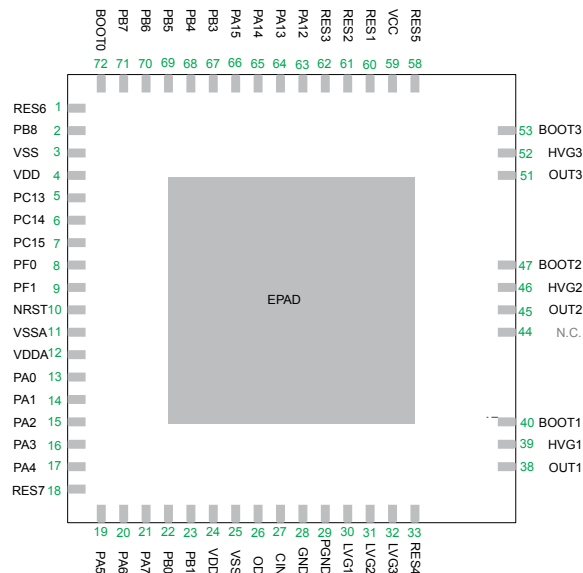 BOOT0 PB7 PB6 PB5 PB4 PB3 PA15 PA14 PA13 PA12 RES3 RES2 RES1 VCC RES5
72 71 70 69 68 67 66 65 64 63 62 61 60 59 58
RES6 1
PB8 2
VSS 3
VDD 4
PC13 5
PC14 6
PC15 7
PF0 8
PF1 9
NRST 10
VSSA 11
VDDA 12
PA0 13
PA1 14
PA2 15
PA3 16
PA4 17
RES7 18
EPAD
53 BOOT3
52 HVG3
51 OUT3
47 BOOT2
46 HVG2
45 OUT2
44 N.C.
40 BOOT1
39 HVG1
38 OUT1
19 20 21 22 23 24 25 26 27 28 29 30 31 32 33
PA5 PA6 PA7 PB0 PB1 VDD VSS OD CIN GND PGND LVG1 LVG2 LVG3 RES4